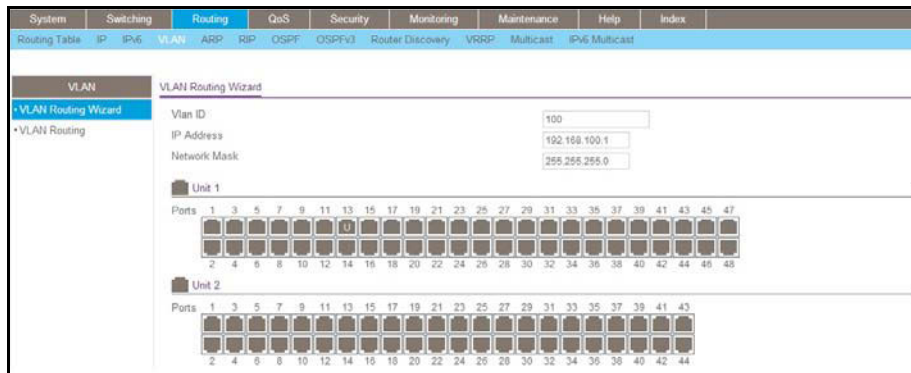 System Switching Routing QoS Security Monitoring Maintenance Help Index
Routing Table IP IPv6 VLAN ARP RIP OSPF OSPFv3 Router Discovery VRRP Multicast IPv6 Multicast
VLAN
• VLAN Routing Wizard
• VLAN Routing
VLAN Routing Wizard
Vlan ID 100
IP Address 192.168.100.1
Network Mask 255.255.255.0
Unit 1
Ports 1 3 5 7 9 11 13 15 17 19 21 23 25 27 29 31 33 35 37 39 41 43 45 47
U
2 4 6 8 10 12 14 16 18 20 22 24 26 28 30 32 34 36 38 40 42 44 46 48
Unit 2
Ports 1 3 5 7 9 11 13 15 17 19 21 23 25 27 29 31 33 35 37 39 41 43
2 4 6 8 10 12 14 16 18 20 22 24 26 28 30 32 34 36 38 40 42 44